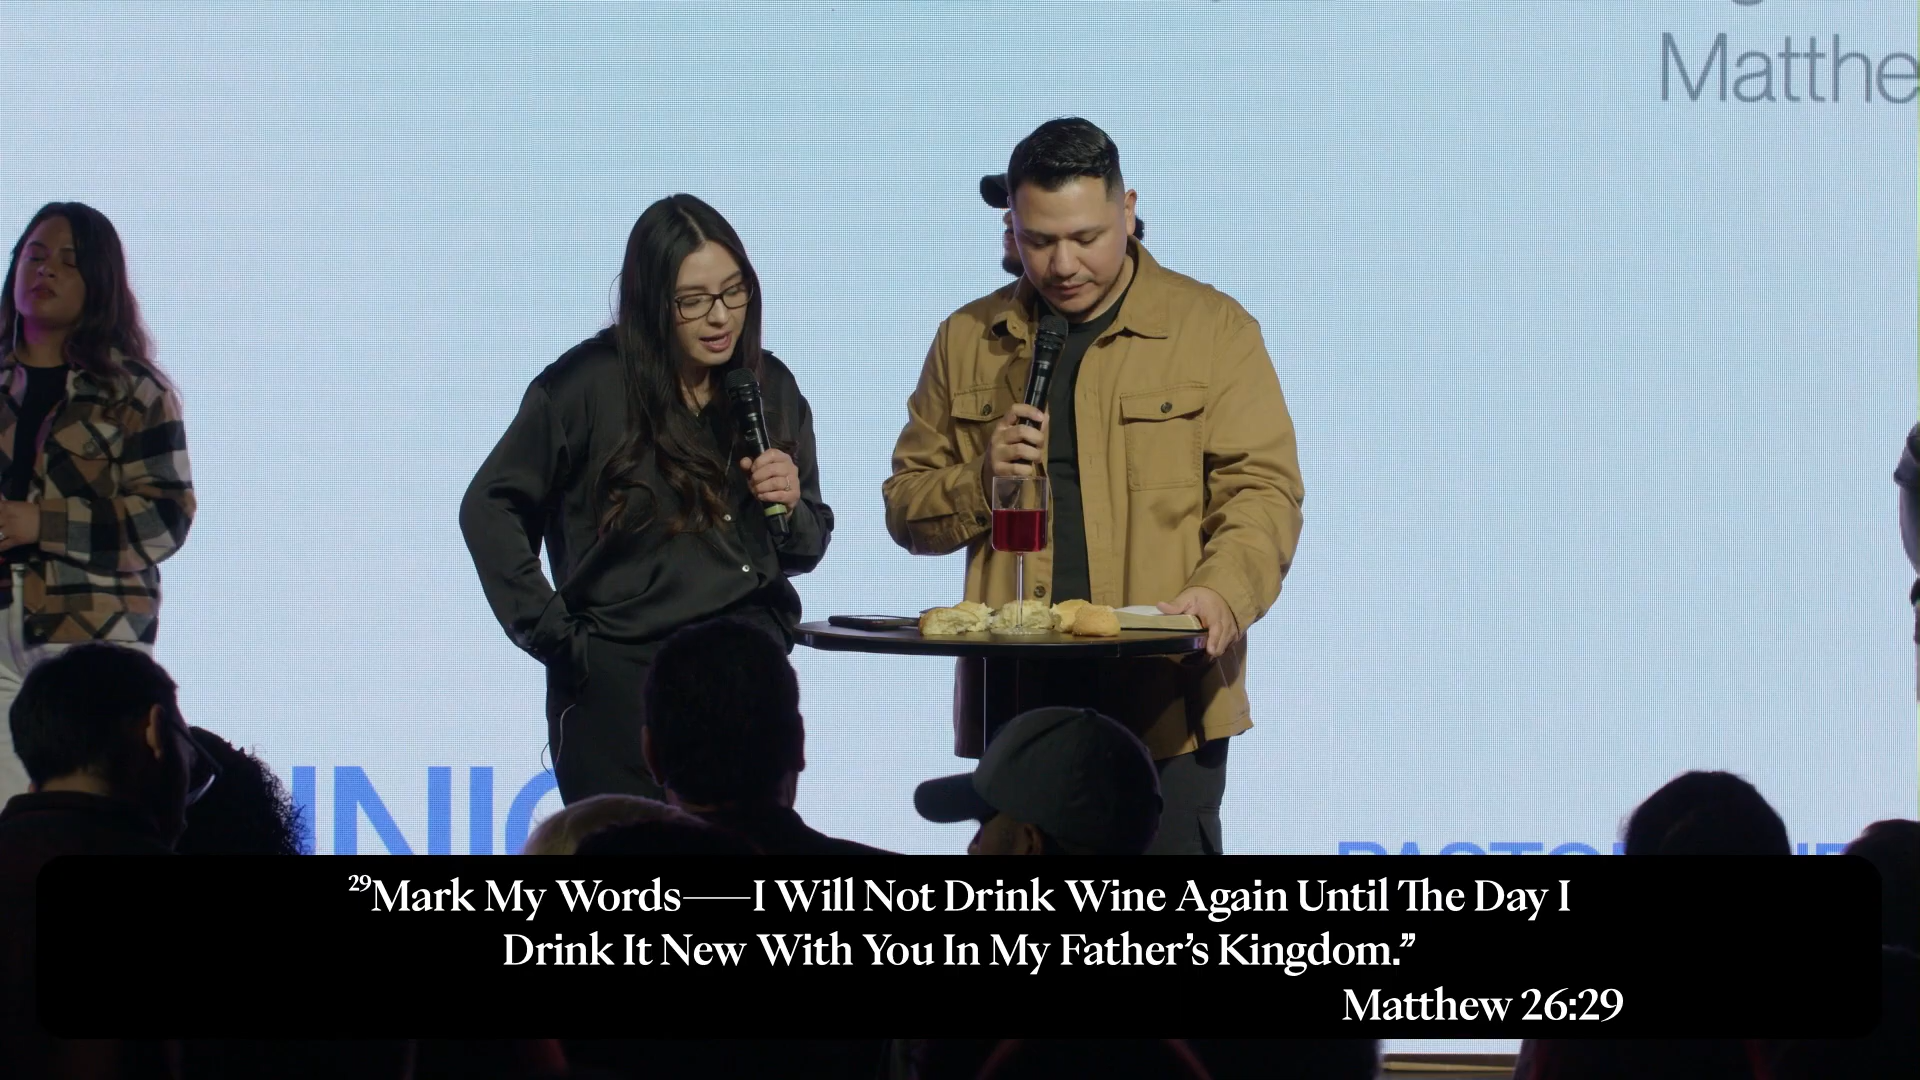 Matthe
NIC
²⁹Mark My Words——I Will Not Drink Wine Again Until The Day I
Drink It New With You In My Father’s Kingdom.”
Matthew 26:29